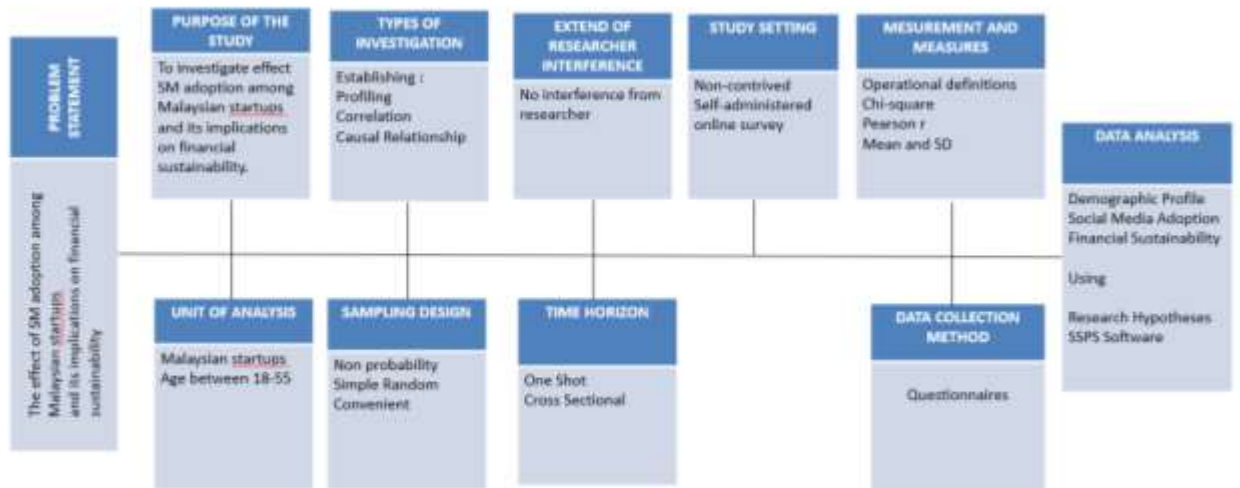 PROBLEM
STATEMENT
The effect of SM adoption among
Malaysian startups
and its implications on financial
sustainability
PURPOSE OF THE
STUDY
To investigate effect
SM adoption among
Malaysian startups
and its implications
on financial
sustainability.
TYPES OF
INVESTIGATION
Establishing :
Profiling
Correlation
Causal Relationship
EXTEND OF
RESEARCHER
INTERFERENCE
No interference from
researcher
STUDY SETTING
Non-contrived
Self-administered
online survey
MESUREMENT AND
MEASURES
Operational definitions
Chi-square
Pearson r
Mean and SD
DATA ANALYSIS
Demographic Profile
Social Media Adoption
Financial Sustainability
Using
Research Hypotheses
SSPS Software
UNIT OF ANALYSIS
Malaysian startups
Age between 18-55
SAMPLING DESIGN
Non probability
Simple Random
Convenient
TIME HORIZON
One Shot
Cross Sectional
DATA COLLECTION
METHOD
Questionnaires